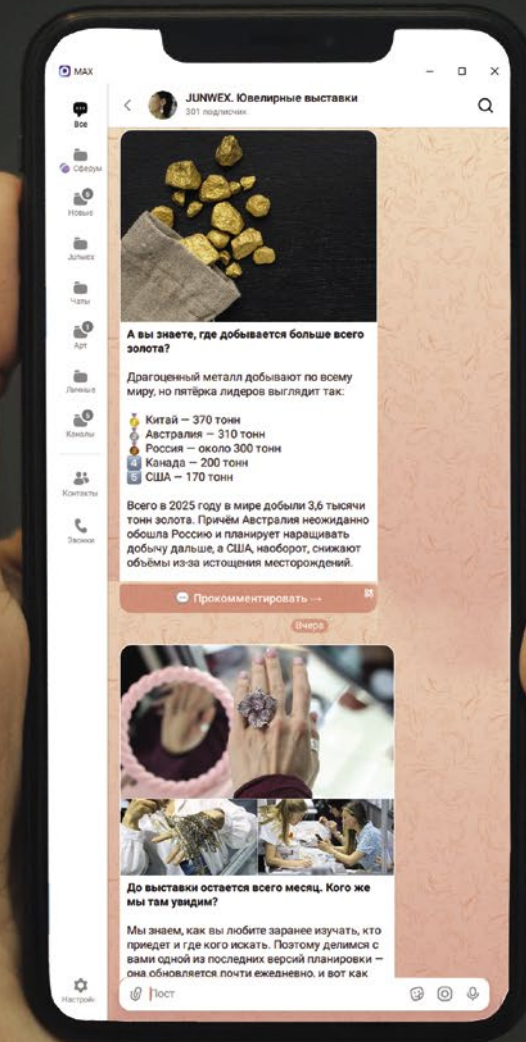 MAX
JUNWEX. Ювелирные выставки
301 подписчик
Все
Сферум
5
Новые
Junwex
Чаты
1
Арт
Личные
5
Каналы
Контакты
Звонки
А вы знаете, где добывается больше всего
золота?
Драгоценный металл добывают по всему
миру, но пятёрка лидеров выглядит так:
Китай — 370 тонн
Австралия — 310 тонн
Россия — около 300 тонн
4 Канада — 200 тонн
5 США — 170 тонн
Всего в 2025 году в мире добыли 3,6 тысячи
тонн золота. Причём Австралия неожиданно
обошла Россию и планирует наращивать
добычу дальше, а США, наоборот, снижают
объёмы из-за истощения месторождений.
Прокомментировать →
Вчера
До выставки остается всего месяц. Кого же
мы там увидим?
Мы знаем, как вы любите заранее изучать, кто
приедет и где кого искать. Поэтому делимся с
вами одной из последних версий планировки —
она обновляется почти ежедневно, и вот как
Настройк
Пост